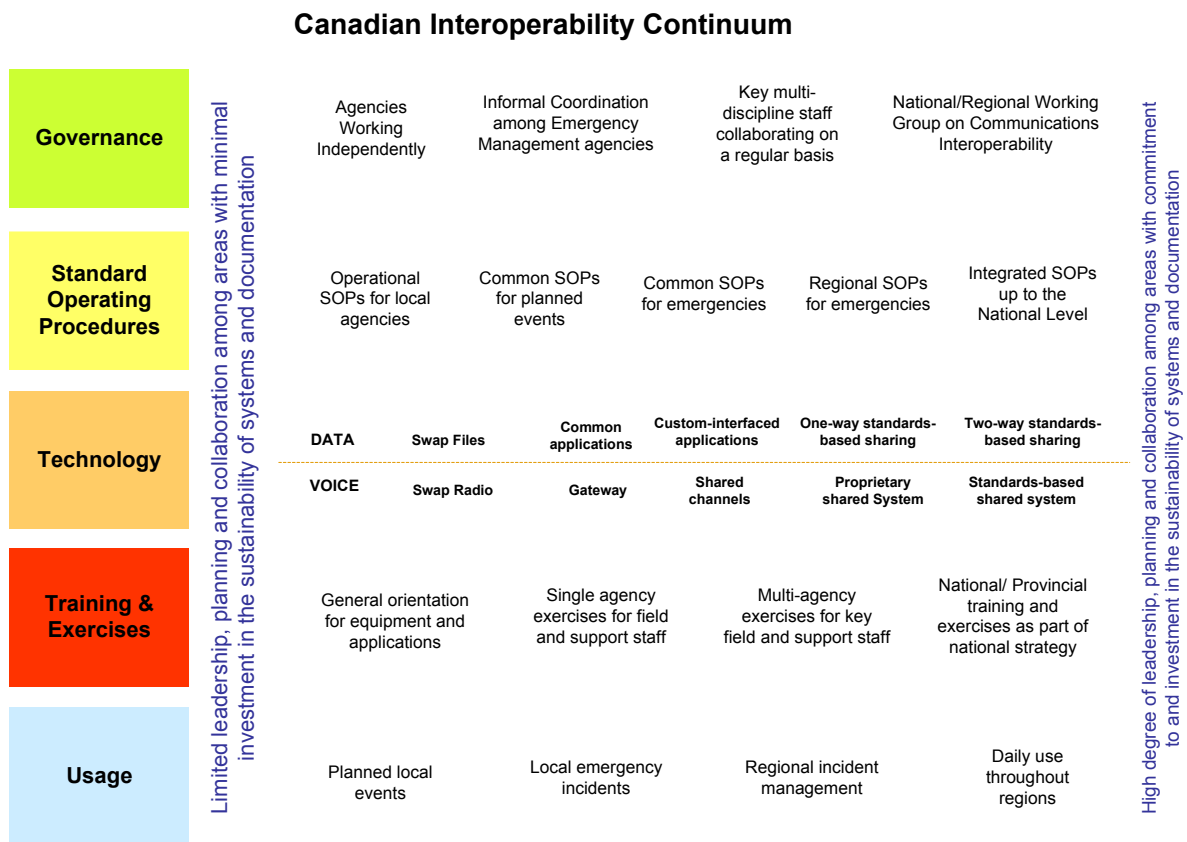 Canadian Interoperability Continuum
Limited leadership, planning and collaboration among areas with minimal
investment in the sustainability of systems and documentation
Governance
Agencies
Working
Independently
Informal Coordination
among Emergency
Management agencies
Key multi-
discipline staff
collaborating on
a regular basis
National/Regional Working
Group on Communications
Interoperability
Standard
Operating
Procedures
Operational
SOPs for local
agencies
Common SOPs
for planned
events
Common SOPs
for emergencies
Regional SOPs
for emergencies
Integrated SOPs
up to the
National Level
Technology
DATA
Swap Files
Common
applications
Custom-interfaced
applications
One-way standards-
based sharing
Two-way standards-
based sharing
VOICE
Swap Radio
Gateway
Shared
channels
Proprietary
shared System
Standards-based
shared system
Training &
Exercises
General orientation
for equipment and
applications
Single agency
exercises for field
and support staff
Multi-agency
exercises for key
field and support staff
National/ Provincial
training and
exercises as part of
national strategy
Usage
Planned local
events
Local emergency
incidents
Regional incident
management
Daily use
throughout
regions
High degree of leadership, planning and collaboration among areas with commitment
to and investment in the sustainability of systems and documentation